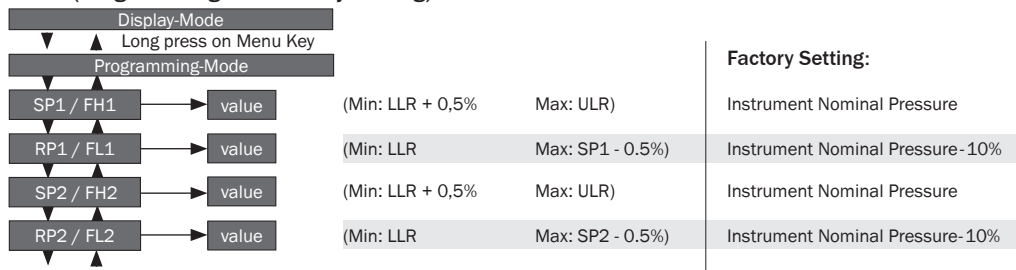 Display-Mode
Long press on Menu Key
Programming-Mode
Factory Setting:
SP1 / FH1 value (Min: LLR + 0,5% Max: ULR) Instrument Nominal Pressure
RP1 / FL1 value (Min: LLR Max: SP1 - 0.5%) Instrument Nominal Pressure-10%
SP2 / FH2 value (Min: LLR + 0,5% Max: ULR) Instrument Nominal Pressure
RP2 / FL2 value (Min: LLR Max: SP2 - 0.5%) Instrument Nominal Pressure-10%